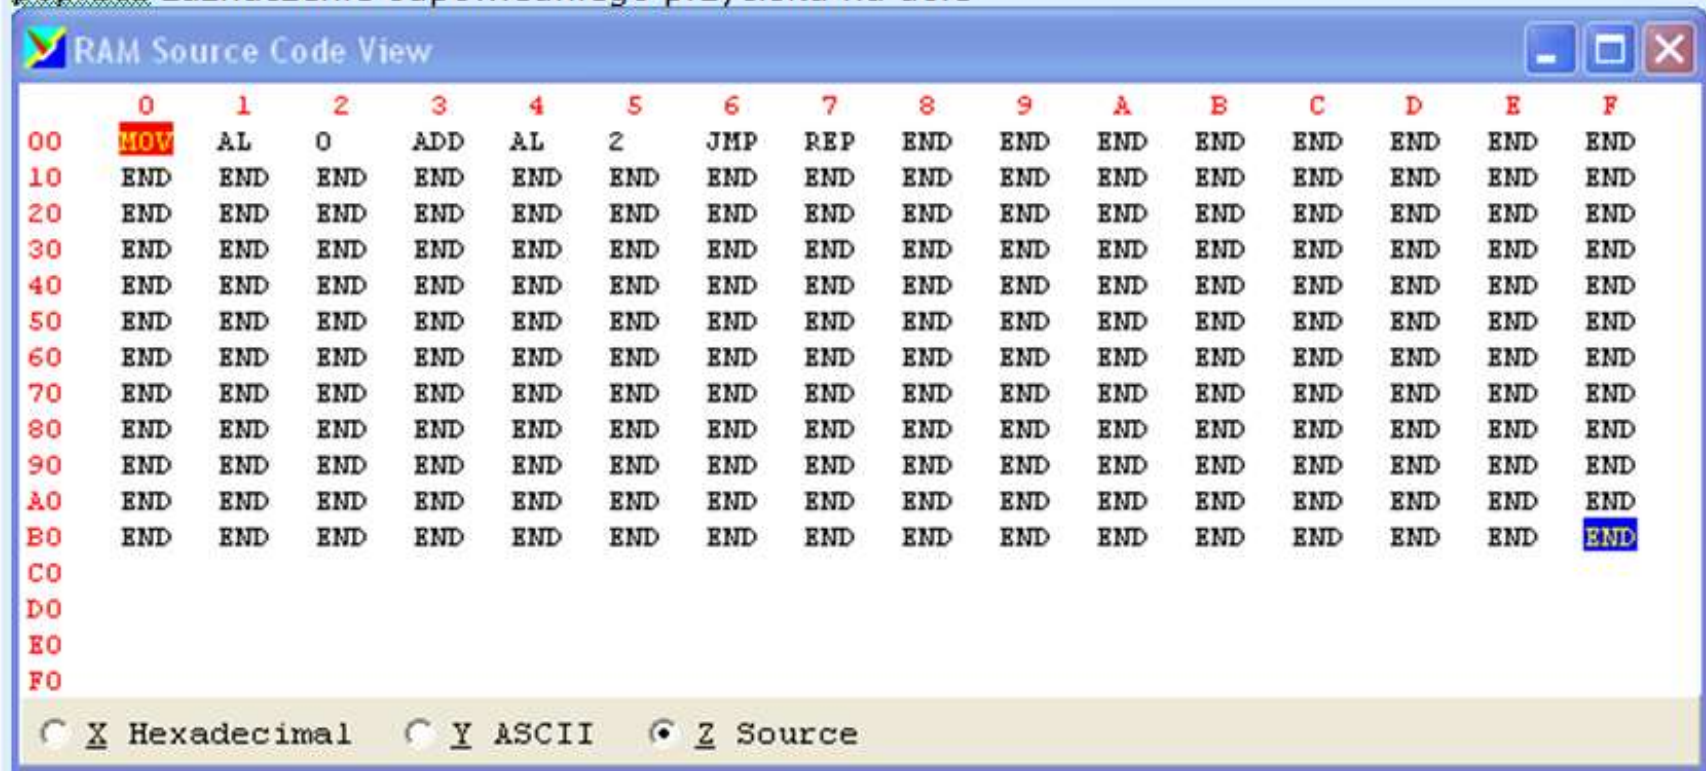 zaznaczenie odpowiedniego przycisku na dole
RAM Source Code View
0 1 2 3 4 5 6 7 8 9 A B C D E F
00 MOV AL 0 ADD AL 2 JMP REP END END END END END END END END
10 END END END END END END END END END END END END END END END END
20 END END END END END END END END END END END END END END END END
30 END END END END END END END END END END END END END END END END
40 END END END END END END END END END END END END END END END END
50 END END END END END END END END END END END END END END END END
60 END END END END END END END END END END END END END END END END
70 END END END END END END END END END END END END END END END END
80 END END END END END END END END END END END END END END END END
90 END END END END END END END END END END END END END END END END
A0 END END END END END END END END END END END END END END END END
B0 END END END END END END END END END END END END END END END END
C0
D0
E0
F0
X Hexadecimal Y ASCII Z Source